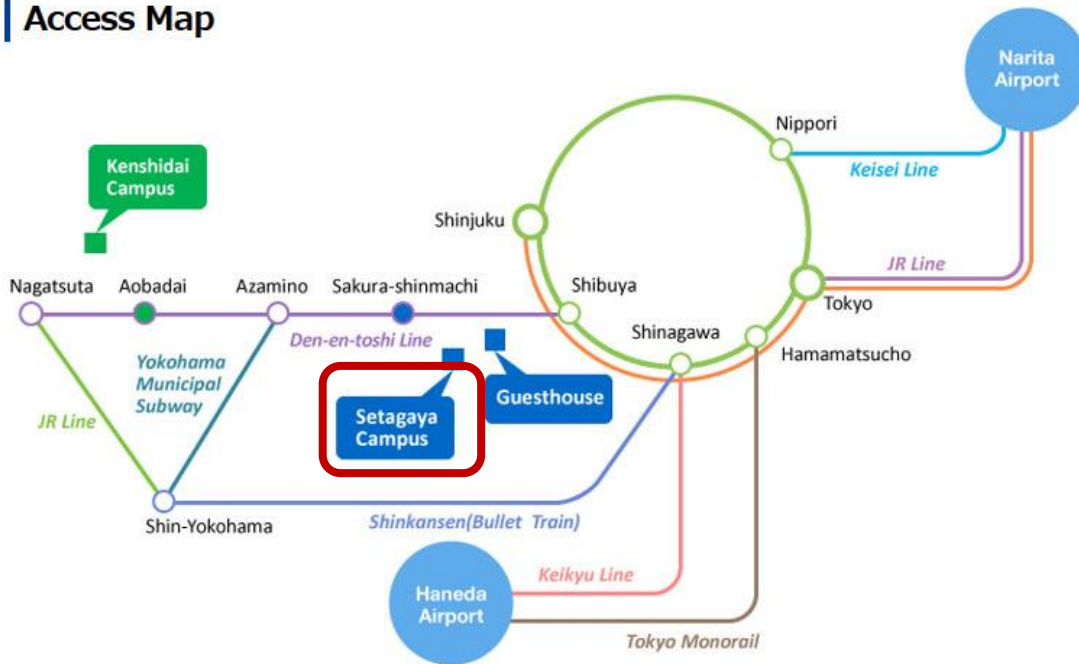 Access Map
Narita
Airport
Nippori
Keisei Line
Kenshidai
Campus
Shinjuku
JR Line
Nagatsuta
Aobadai
Azamino
Sakura-shinmachi
Shibuya
Tokyo
Den-en-toshi Line
Shinagawa
Hamamatsucho
Yokohama
Municipal
Subway
Guesthouse
Setagaya
Campus
JR Line
Shin-Yokohama
Shinkansen(Bullet Train)
Keikyu Line
Haneda
Airport
Tokyo Monorail